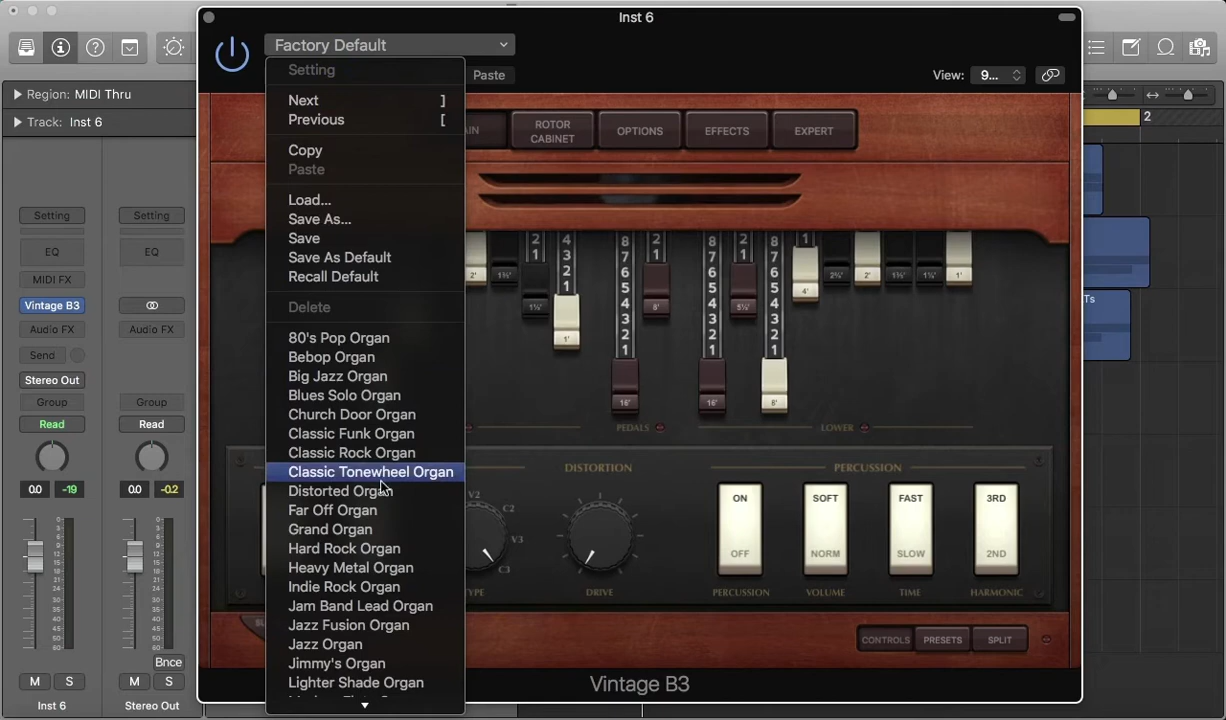 Inst 6
Factory Default
Paste
View:
9...
Region: MIDI Thru
Track: Inst 6
2
Setting
Next ]
Previous [
Copy
Paste
Load...
Save As...
Save
Save As Default
Recall Default
Delete
80's Pop Organ
Bebop Organ
Big Jazz Organ
Blues Solo Organ
Church Door Organ
Classic Funk Organ
Classic Rock Organ
Classic Tonewheel Organ
Distorted Organ
Far Off Organ
Grand Organ
Hard Rock Organ
Heavy Metal Organ
Indie Rock Organ
Jam Band Lead Organ
Jazz Fusion Organ
Jazz Organ
Jimmy's Organ
Lighter Shade Organ
ROTOR
CABINET
OPTIONS
EFFECTS
EXPERT
PEDALS
LOWER
DISTORTION
PERCUSSION
V2
C2
V3
C3
TYPE
DRIVE
ON
OFF
PERCUSSION
SOFT
NORM
VOLUME
FAST
SLOW
TIME
3RD
2ND
HARMONIC
CONTROLS
PRESETS
SPLIT
Vintage B3
Setting Setting
EQ EQ
MIDI FX
Vintage B3
Audio FX Audio FX
Send
Stereo Out
Group Group
Read Read
0.0 -19 0.0 -0.2
Bnce
M S M S
Inst 6 Stereo Out